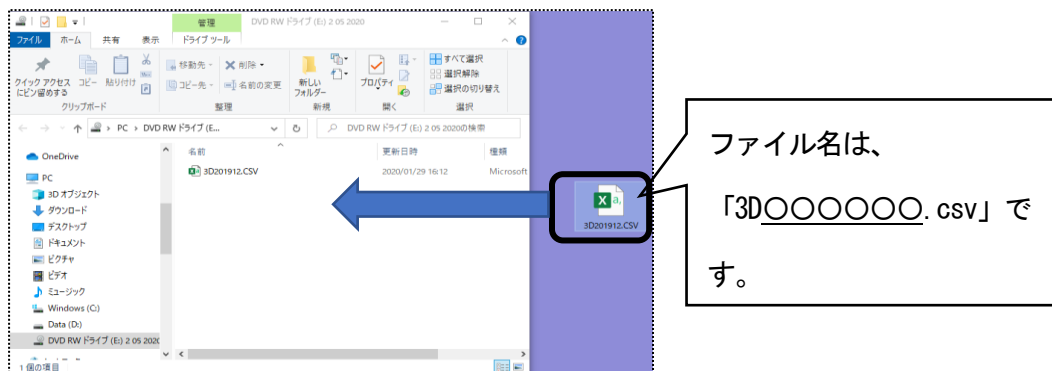 管理
DVD RW ドライブ (E:) 2 05 2020
ファイル ホーム 共有 表示 ドライブ ツール
クイック アクセス
にピン留めする
コピー 貼り付け
クリップボード
移動先 削除
コピー先 名前の変更
整理
新しい
フォルダー
新規
プロパティ
開く
すべて選択
選択解除
選択の切り替え
選択
PC > DVD RW ドライブ (E...
DVD RW ドライブ (E:) 2 05 2020の検索
名前 更新日時 種類
3D201912.CSV 2020/01/29 16:12 Microsoft
OneDrive
PC
3D オブジェクト
ダウンロード
デスクトップ
ドキュメント
ピクチャ
ビデオ
ミュージック
Windows (C:)
Data (D:)
DVD RW ドライブ (E:) 2 05 2020
1 個の項目
3D201912.CSV
ファイル名は、
「3D○○○○○○.csv」で
す。